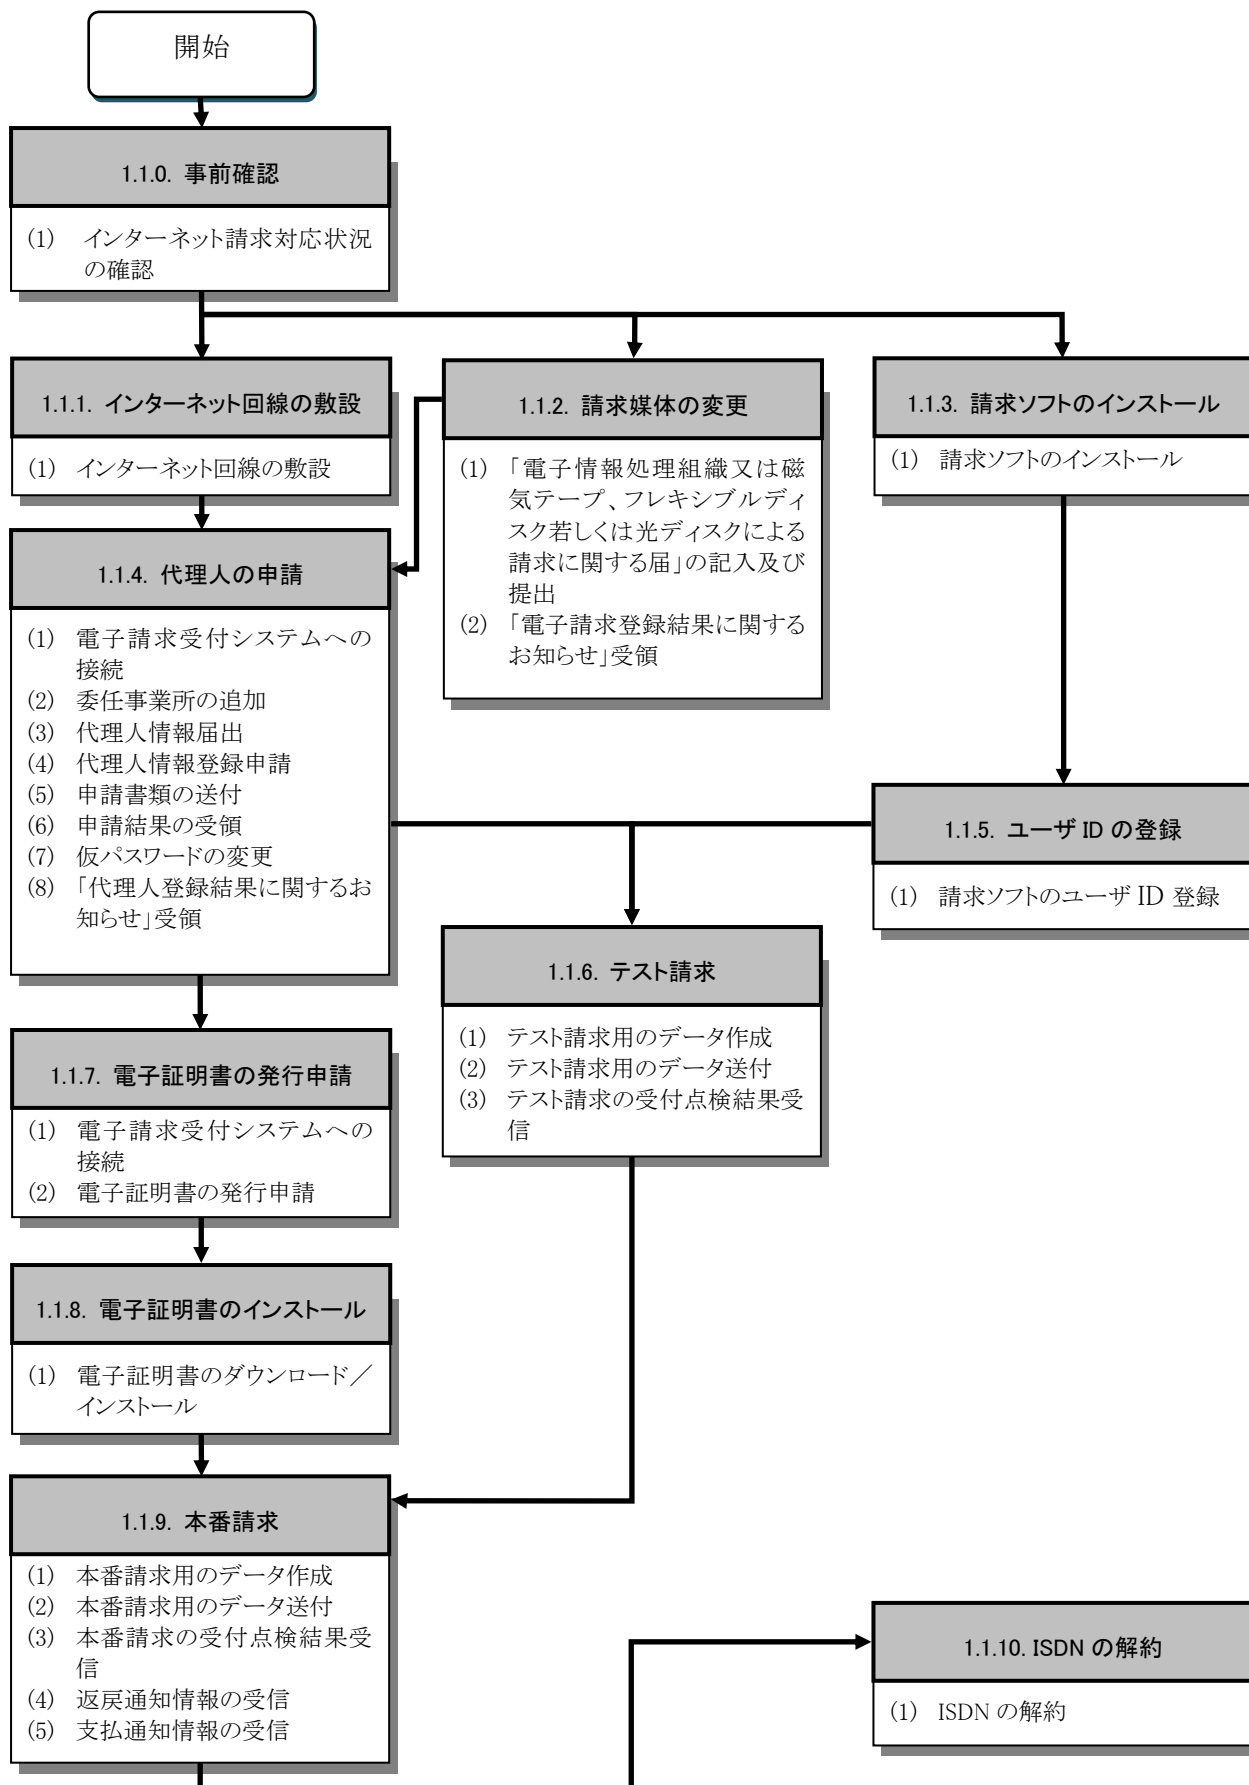 開始
1.1.0. 事前確認
(1) インターネット請求対応状況
の確認
1.1.1. インターネット回線の敷設
(1) インターネット回線の敷設
1.1.2. 請求媒体の変更
(1) 「電子情報処理組織又は磁
気テープ、フレキシブルディ
スク若しくは光ディスクによる
請求に関する届」の記入及び
提出
(2) 「電子請求登録結果に関する
お知らせ」受領
1.1.3. 請求ソフトのインストール
(1) 請求ソフトのインストール
1.1.4. 代理人の申請
(1) 電子請求受付システムへの
接続
(2) 委任事業所の追加
(3) 代理人情報届出
(4) 代理人情報登録申請
(5) 申請書類の送付
(6) 申請結果の受領
(7) 仮パスワードの変更
(8) 「代理人登録結果に関するお
知らせ」受領
1.1.5. ユーザ ID の登録
(1) 請求ソフトのユーザ ID 登録
1.1.6. テスト請求
(1) テスト請求用のデータ作成
(2) テスト請求用のデータ送付
(3) テスト請求の受付点検結果受
信
1.1.7. 電子証明書の発行申請
(1) 電子請求受付システムへの
接続
(2) 電子証明書の発行申請
1.1.8. 電子証明書のインストール
(1) 電子証明書のダウンロード／
インストール
1.1.9. 本番請求
(1) 本番請求用のデータ作成
(2) 本番請求用のデータ送付
(3) 本番請求の受付点検結果受
信
(4) 返戻通知情報の受信
(5) 支払通知情報の受信
1.1.10. ISDN の解約
(1) ISDN の解約